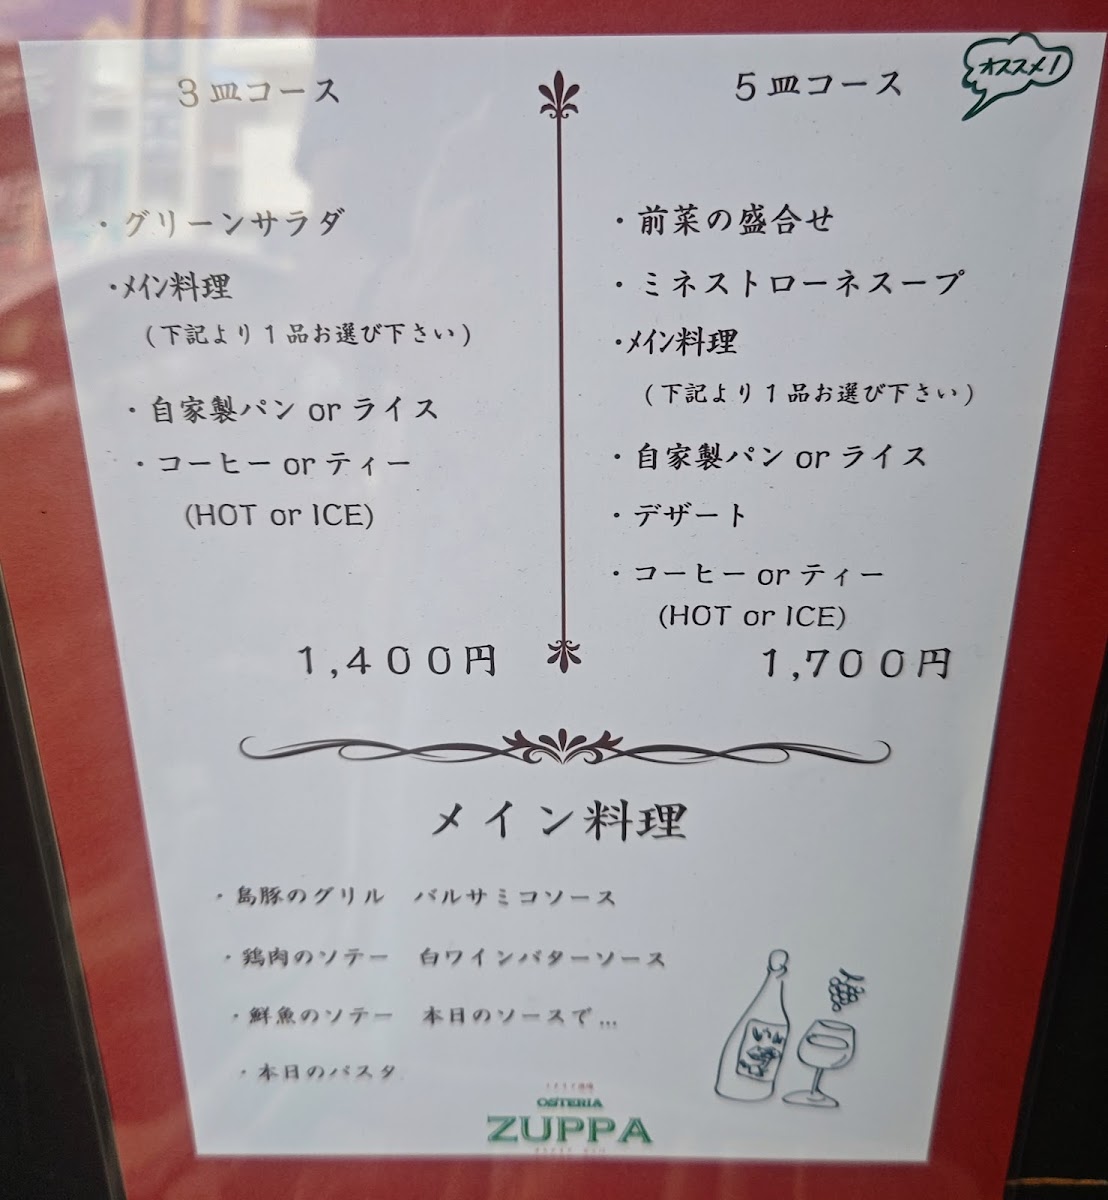 3皿コース
・グリーンサラダ
・メイン料理
(下記より1品お選び下さい)
・自家製パン or ライス
・コーヒー or ティー
(HOT or ICE)
1,400円
5皿コース
オススメ!
・前菜の盛合せ
・ミネストローネスープ
・メイン料理
(下記より1品お選び下さい)
・自家製パン or ライス
・デザート
・コーヒー or ティー
(HOT or ICE)
1,700円
メイン料理
・島豚のグリル　バルサミコソース
・鶏肉のソテー　白ワインバターソース
・鮮魚のソテー　本日のソースで...
・本日のパスタ
OSTERIA
ZUPPA